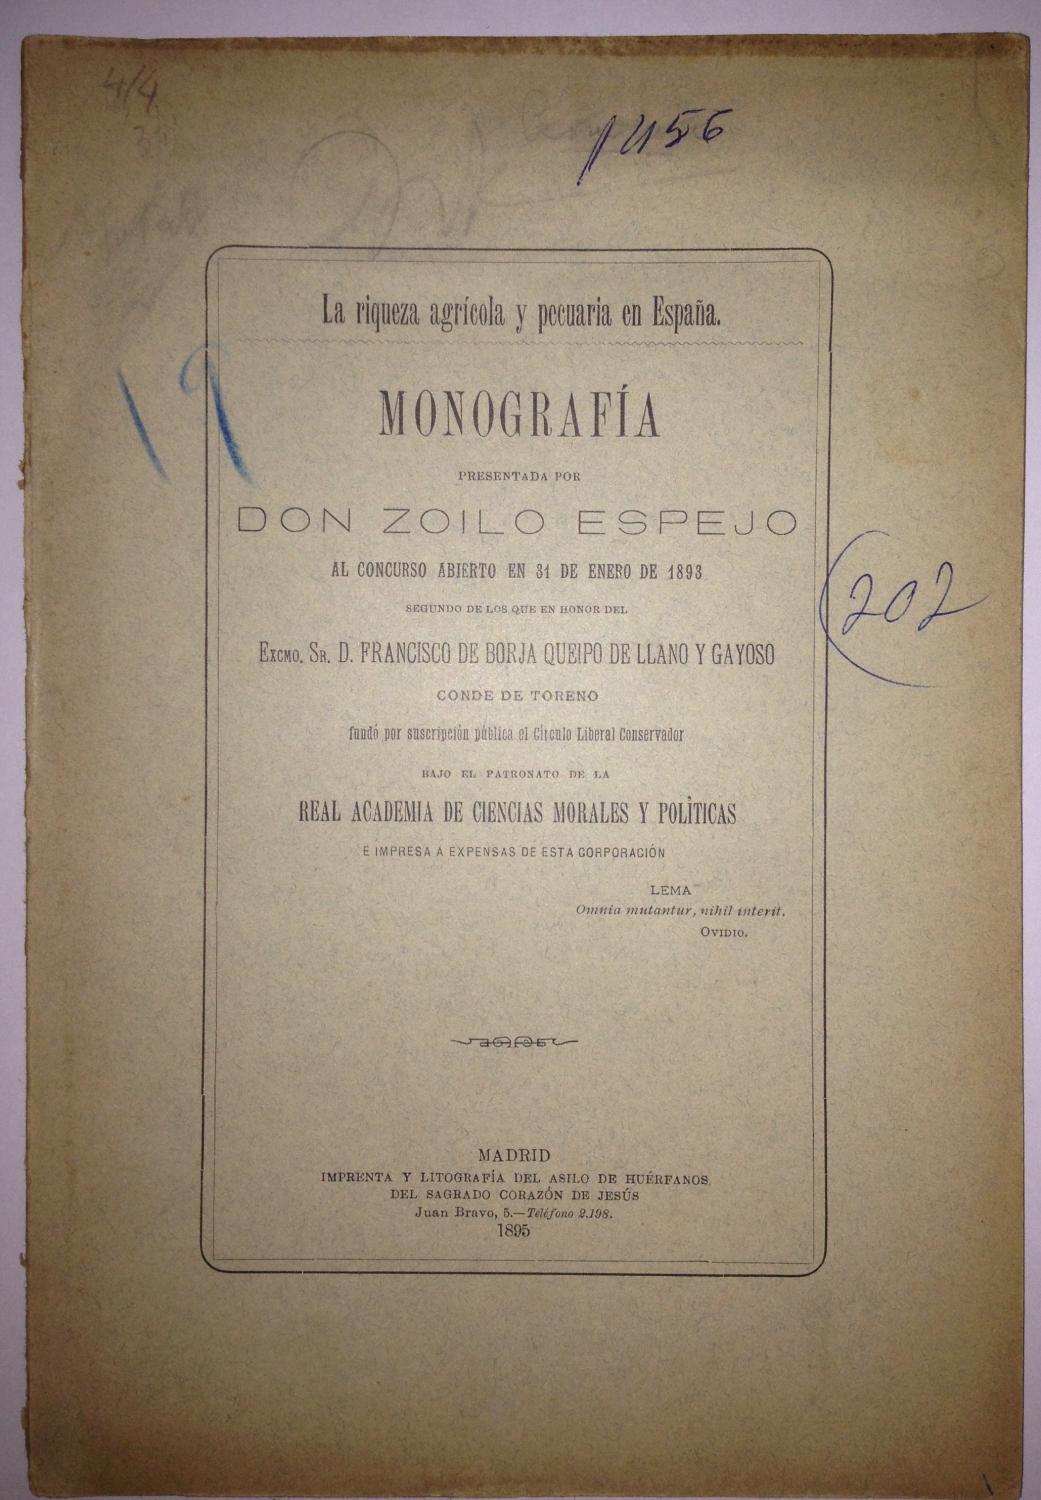 4/4
1456
La riqueza agrícola y pecuaria en España.
MONOGRAFÍA
PRESENTADA POR
DON ZOILO ESPEJO
AL CONCURSO ABIERTO EN 31 DE ENERO DE 1893
SEGUNDO DE LOS QUE EN HONOR DEL
EXCMO. SR. D. FRANCISCO DE BORJA QUEIPO DE LLANO Y GAYOSO
CONDE DE TORENO
fundó por suscripción pública el Círculo Liberal Conservador
BAJO EL PATRONATO DE LA
REAL ACADEMIA DE CIENCIAS MORALES Y POLÌTICAS
É IMPRESA A EXPENSAS DE ESTA CORPORACIÓN
LEMA
Omnia mutantur, nihil interit.
OVIDIO.
MADRID
IMPRENTA Y LITOGRAFÍA DEL ASILO DE HUÉRFANOS
DEL SAGRADO CORAZÓN DE JESÚS
Juan Bravo, 5.—Teléfono 2.198.
1895
19
202